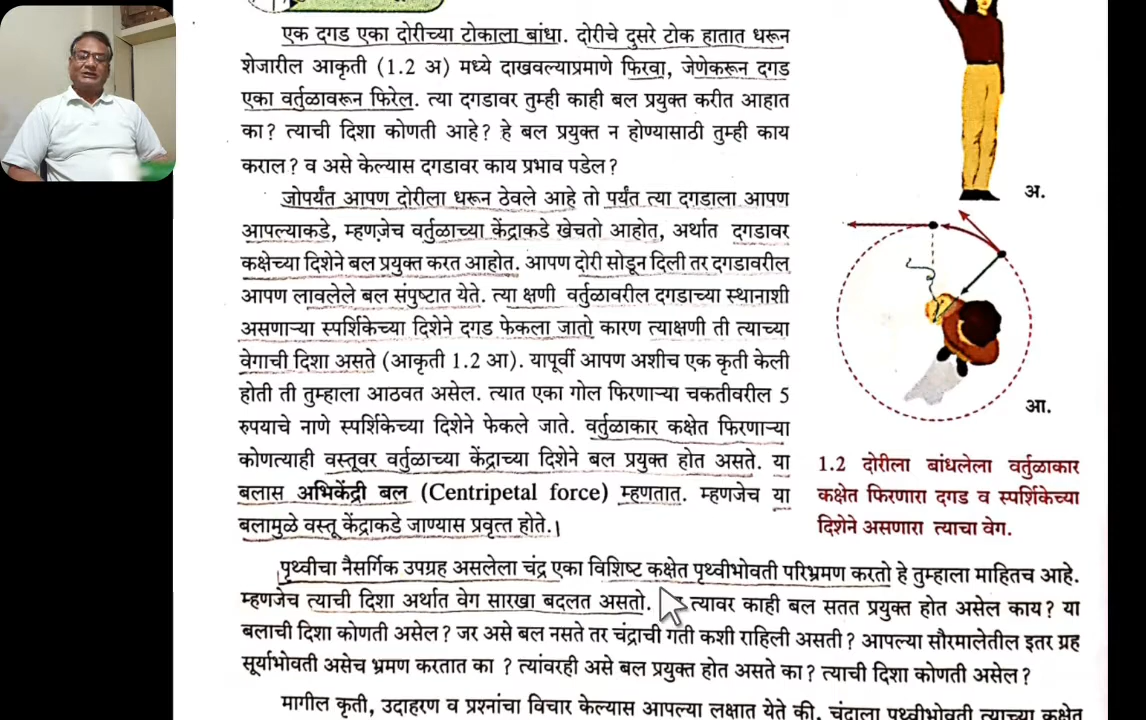 एक दगड एका दोरीच्या टोकाला बांधा. दोरीचे दुसरे टोक हातात धरून
शेजारील आकृती (1.2 अ) मध्ये दाखवल्याप्रमाणे फिरवा, जेणेकरून दगड
एका वर्तुळावरून फिरेल. त्या दगडावर तुम्ही काही बल प्रयुक्त करीत आहात
का? त्याची दिशा कोणती आहे? हे बल प्रयुक्त न होण्यासाठी तुम्ही काय
कराल? व असे केल्यास दगडावर काय प्रभाव पडेल?
अ.
जोपर्यंत आपण दोरीला धरून ठेवले आहे तो पर्यंत त्या दगडाला आपण
आपल्याकडे, म्हणजेच वर्तुळाच्या केंद्राकडे खेचतो आहोत, अर्थात दगडावर
कक्षेच्या दिशेने बल प्रयुक्त करत आहोत. आपण दोरी सोडून दिली तर दगडावरील
आपण लावलेले बल संपुष्टात येते. त्या क्षणी वर्तुळावरील दगडाच्या स्थानाशी
असणाऱ्या स्पर्शिकेच्या दिशेने दगड फेकला जातो कारण त्याक्षणी ती त्याच्या
वेगाची दिशा असते (आकृती 1.2 आ). यापूर्वी आपण अशीच एक कृती केली
होती ती तुम्हाला आठवत असेल. त्यात एका गोल फिरणाऱ्या चकतीवरील 5
रुपयाचे नाणे स्पर्शिकेच्या दिशेने फेकले जाते. वर्तुळाकार कक्षेत फिरणाऱ्या
कोणत्याही वस्तूवर वर्तुळाच्या केंद्राच्या दिशेने बल प्रयुक्त होत असते. या
बलास अभिकेंद्री बल (Centripetal force) म्हणतात. म्हणजेच या
बलामुळे वस्तू केंद्राकडे जाण्यास प्रवृत्त होते.
आ.
1.2 दोरीला बांधलेला वर्तुळाकार
कक्षेत फिरणारा दगड व स्पर्शिकेच्या
दिशेने असणारा त्याचा वेग.
पृथ्वीचा नैसर्गिक उपग्रह असलेला चंद्र एका विशिष्ट कक्षेत पृथ्वीभोवती परिभ्रमण करतो हे तुम्हाला माहितच आहे.
म्हणजेच त्याची दिशा अर्थात वेग सारखा बदलत असतो. त्यावर काही बल सतत प्रयुक्त होत असेल काय? या
बलाची दिशा कोणती असेल? जर असे बल नसते तर चंद्राची गती कशी राहिली असती? आपल्या सौरमालेतील इतर ग्रह
सूर्याभोवती असेच भ्रमण करतात का ? त्यांवरही असे बल प्रयुक्त होत असते का? त्याची दिशा कोणती असेल?
मागील कृती, उदाहरण व प्रश्नांचा विचार केल्यास आपल्या लक्षात येते की, चंद्राला पृथ्वीभोवती त्याच्या कक्षेत